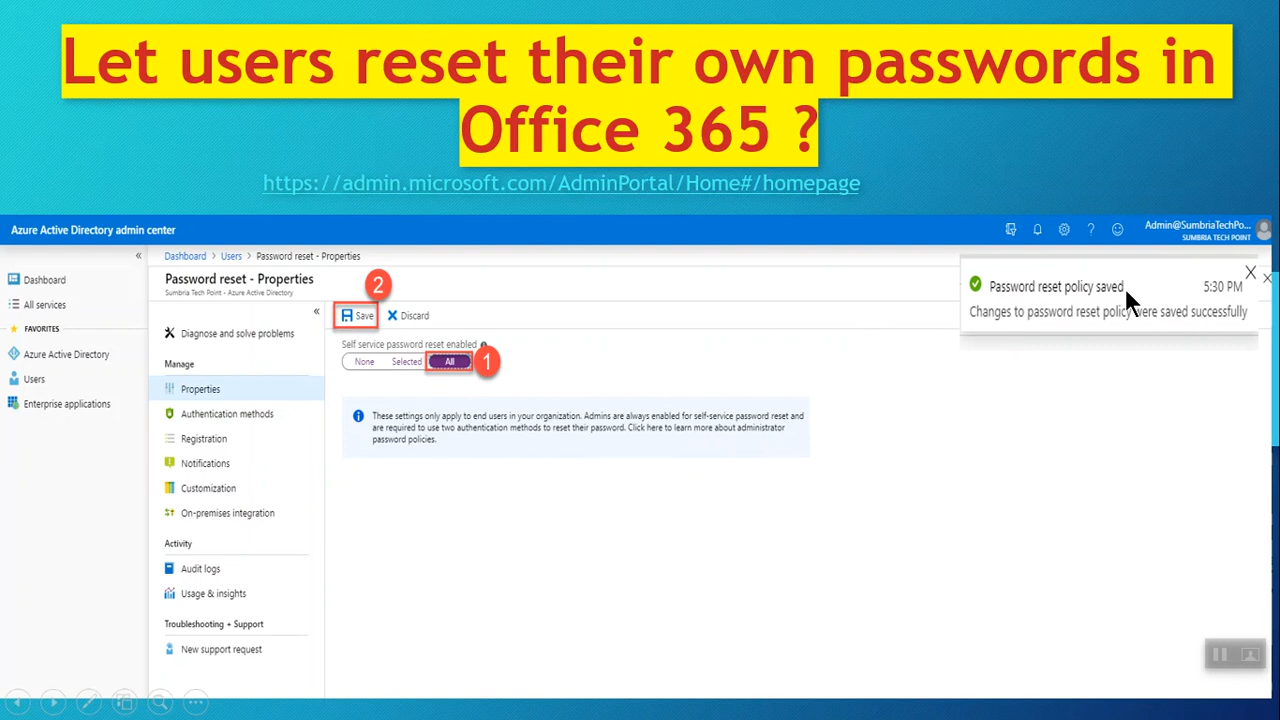 Let users reset their own passwords in
Office 365 ?
https://admin.microsoft.com/AdminPortal/Home#/homepage
Azure Active Directory admin center
Admin@SumbriaTechPo...
SUMBRIA TECH POINT
Dashboard
All services
FAVORITES
Azure Active Directory
Users
Enterprise applications
Dashboard > Users > Password reset - Properties
Password reset - Properties
Sumbria Tech Point - Azure Active Directory
Diagnose and solve problems
Manage
Properties
Authentication methods
Registration
Notifications
Customization
On-premises integration
Activity
Audit logs
Usage & insights
Troubleshooting + Support
New support request
2
Save Discard
Self service password reset enabled
None Selected All
1
These settings only apply to end users in your organization. Admins are always enabled for self-service password reset and
are required to use two authentication methods to reset their password. Click here to learn more about administrator
password policies.
Password reset policy saved 5:30 PM
Changes to password reset policy were saved successfully